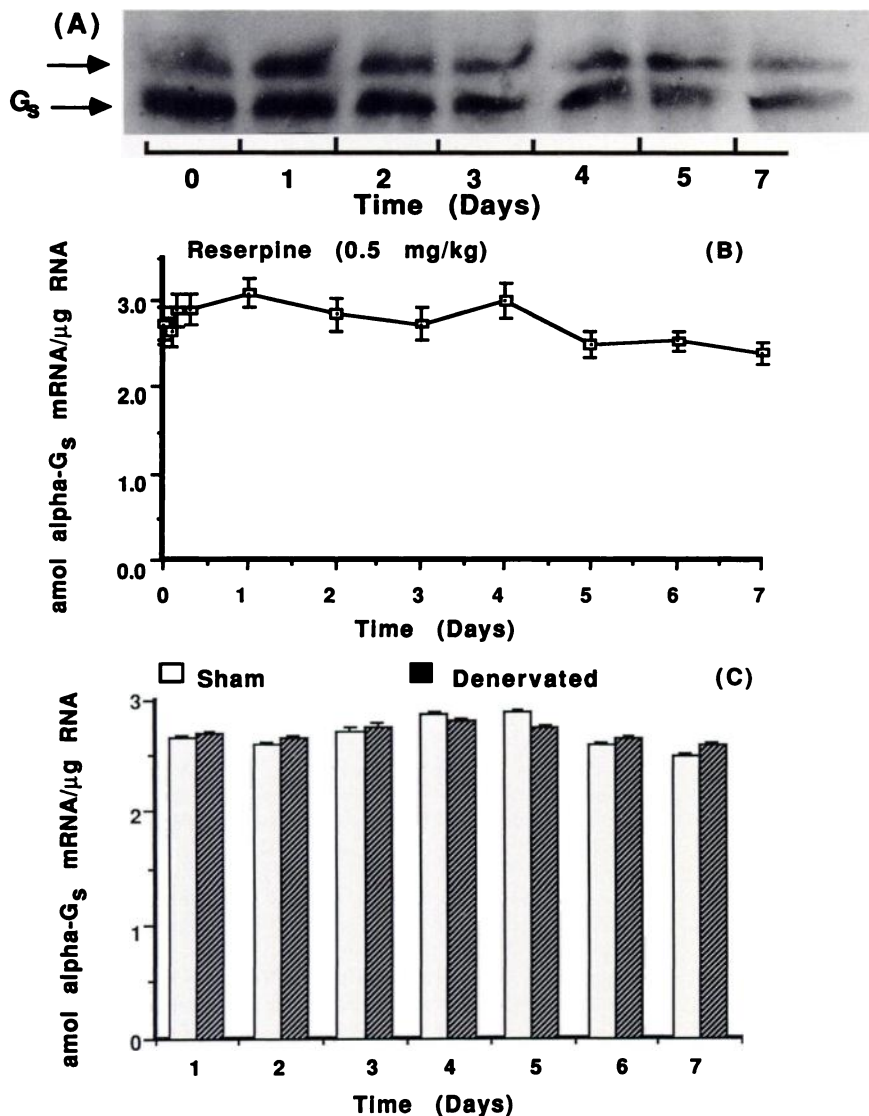 (A)
Gs
0 1 2 3 4 5 7
Time (Days)
Reserpine (0.5 mg/kg) (B)
amol alpha-Gs mRNA/µg RNA
3.0
2.0
1.0
0.0
0 1 2 3 4 5 6 7
Time (Days)
Sham Denervated (C)
amol alpha-Gs mRNA/µg RNA
3
2
1
0
1 2 3 4 5 6 7
Time (Days)